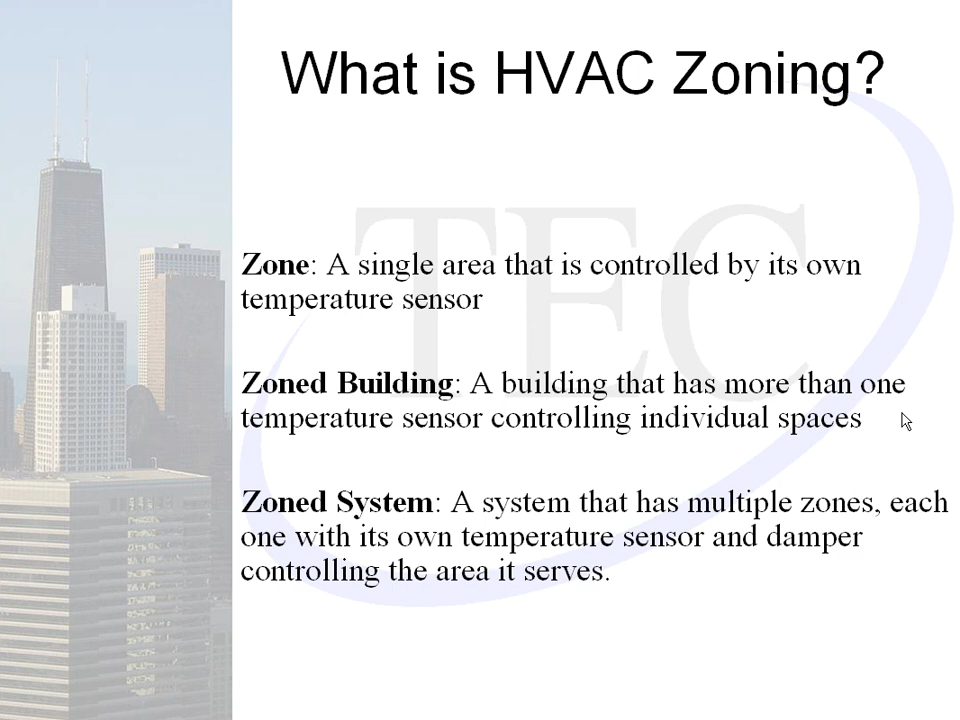 What is HVAC Zoning?
TEC
Zone: A single area that is controlled by its own
temperature sensor
Zoned Building: A building that has more than one
temperature sensor controlling individual spaces
Zoned System: A system that has multiple zones, each
one with its own temperature sensor and damper
controlling the area it serves.